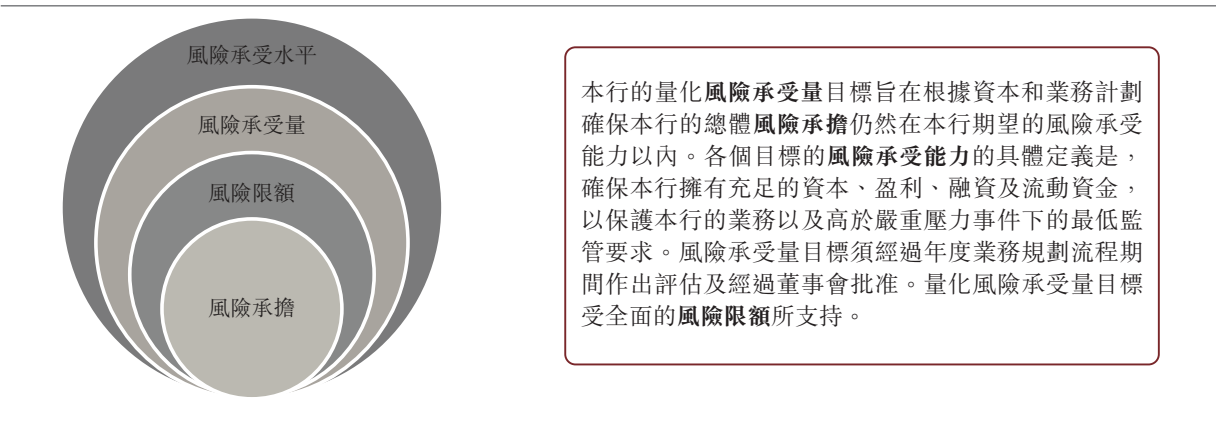 風險承受水平
風險承受量
風險限額
風險承擔
本行的量化風險承受量目標旨在根據資本和業務計劃
確保本行的總體風險承擔仍然在本行期望的風險承受
能力以內。各個目標的風險承受能力的具體定義是，
確保本行擁有充足的資本、盈利、融資及流動資金，
以保護本行的業務以及高於嚴重壓力事件下的最低監
管要求。風險承受量目標須經過年度業務規劃流程期
間作出評估及經過董事會批准。量化風險承受量目標
受全面的風險限額所支持。